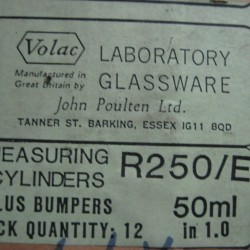 Volac
LABORATORY
Manufactured in
Great Britain by
GLASSWARE
John Poulten Ltd.
TANNER ST. BARKING, ESSEX IG11 8QD
EASURING R250/E
CYLINDERS
LUS BUMPERS 50ml
CK QUANTITY: 12 in 1.0